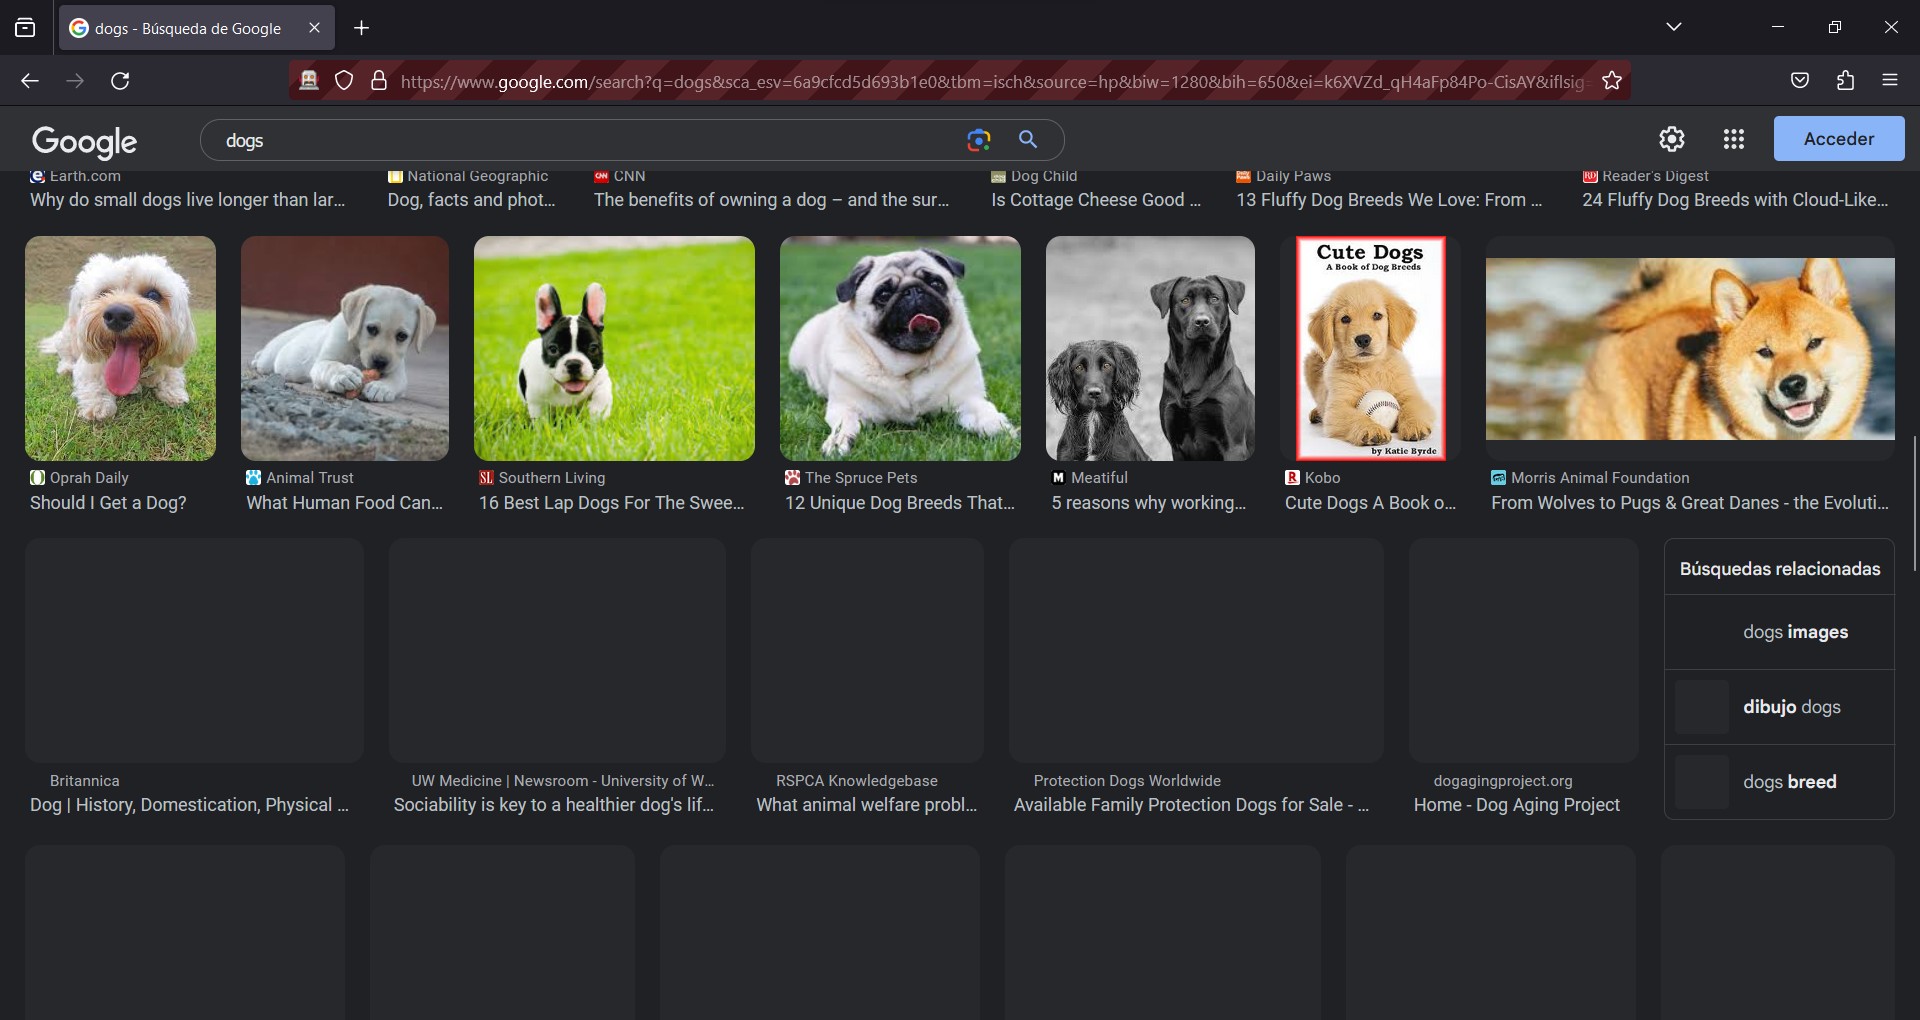 dogs - Búsqueda de Google
https://www.google.com/search?q=dogs&sca_esv=6a9cfcd5d693b1e0&tbm=isch&source=hp&biw=1280&bih=650&ei=k6XVZd_qH4aFp84Po-CisAY&iflsig=
Google
dogs
Acceder
Earth.com
Why do small dogs live longer than lar...
National Geographic
Dog, facts and phot...
CNN
The benefits of owning a dog – and the sur...
Dog Child
Is Cottage Cheese Good ...
Daily Paws
13 Fluffy Dog Breeds We Love: From ...
Reader's Digest
24 Fluffy Dog Breeds with Cloud-Like...
Cute Dogs
A Book of Dog Breeds
by Katie Byrde
Oprah Daily
Should I Get a Dog?
Animal Trust
What Human Food Can...
SL
Southern Living
16 Best Lap Dogs For The Swee...
The Spruce Pets
12 Unique Dog Breeds That...
M
Meatiful
5 reasons why working...
R
Kobo
Cute Dogs A Book o...
Morris Animal Foundation
From Wolves to Pugs & Great Danes - the Evoluti...
Britannica
Dog | History, Domestication, Physical ...
UW Medicine | Newsroom - University of W...
Sociability is key to a healthier dog's lif...
RSPCA Knowledgebase
What animal welfare probl...
Protection Dogs Worldwide
Available Family Protection Dogs for Sale - ...
dogagingproject.org
Home - Dog Aging Project
Búsquedas relacionadas
dogs images
dibujo dogs
dogs breed